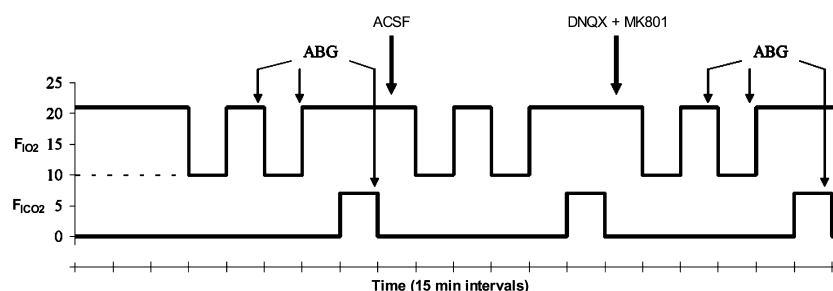 ACSF
DNQX + MK801
ABG
ABG
25
20
FIO2
15
10
FICO2
5
0
Time (15 min intervals)